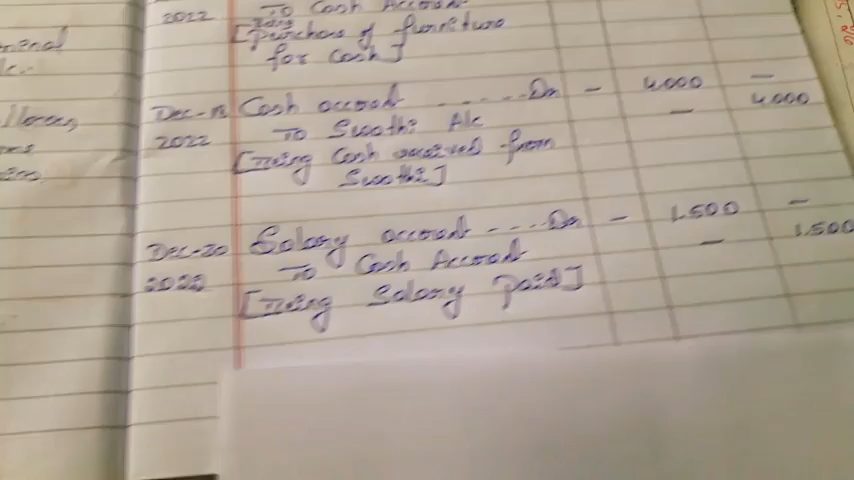 2022 To Cash Account
[Purchase of furniture
for Cash]
Dec-18 Cash account ......Dr - 4,000 -
2022 To Swathi A/c - 4,000
[Being Cash received from
Swathi]
Dec-20 Salary account ....Dr - 1,500 -
2022 To Cash Account - 1,500
[Being Salary Paid]